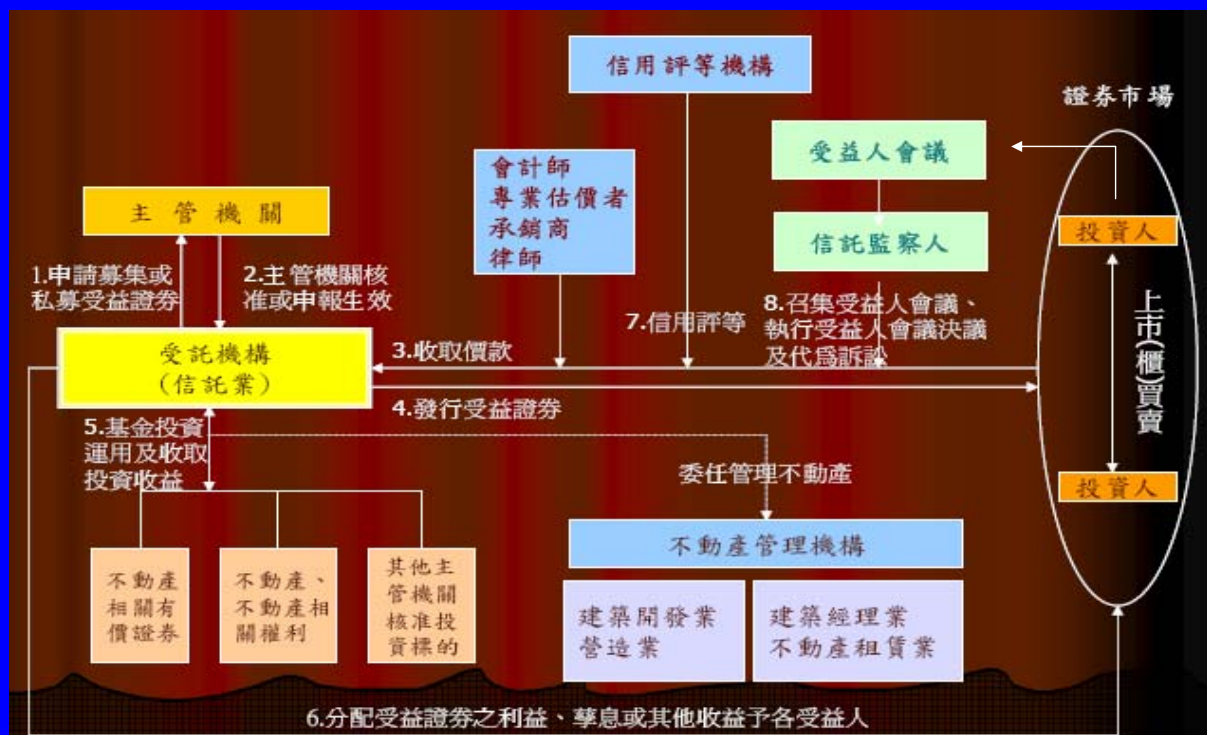 信用評等機構
證券市場
會計師
專業估價者
承銷商
律師
受益人會議
信託監察人
主管機關
投資人
1.申請募集或
私募受益證券
2.主管機關核
准或申報生效
7.信用評等
8.召集受益人會議、
執行受益人會議決議
及代為訴訟
上市(櫃)買賣
受託機構
(信託業)
3.收取價款
4.發行受益證券
5.基金投資
運用及收取
投資收益
委任管理不動產
投資人
不動產
相關有
價證券
不動產、
不動產相
關權利
其他主
管機關
核准投
資標的
不動產管理機構
建築開發業
營造業
建築經理業
不動產租賃業
6.分配受益證券之利益、孳息或其他收益予各受益人